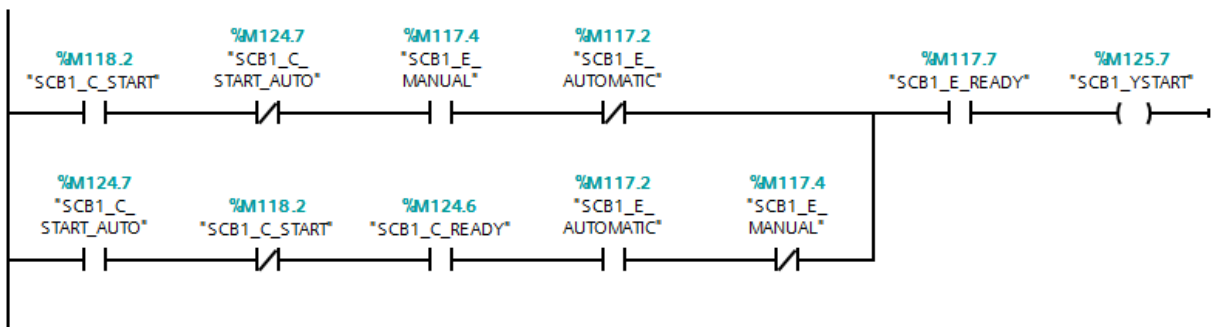 %M118.2
"SCB1_C_START"
%M124.7
"SCB1_C_
START_AUTO"
%M117.4
"SCB1_E_
MANUAL"
%M117.2
"SCB1_E_
AUTOMATIC"
%M117.7
"SCB1_E_READY"
%M125.7
"SCB1_YSTART"
%M124.7
"SCB1_C_
START_AUTO"
%M118.2
"SCB1_C_START"
%M124.6
"SCB1_C_READY"
%M117.2
"SCB1_E_
AUTOMATIC"
%M117.4
"SCB1_E_
MANUAL"